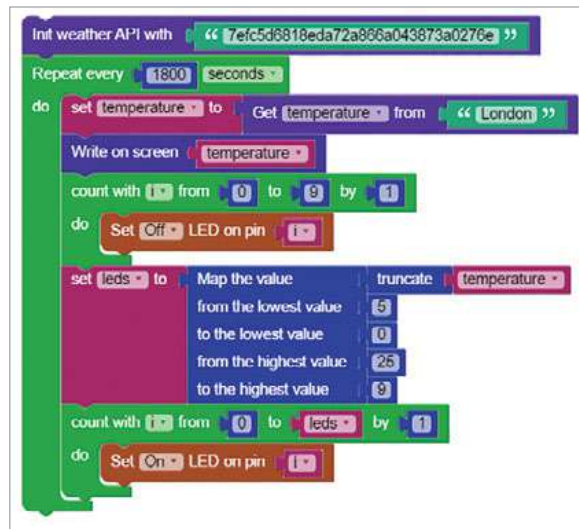 Init weather API with “ 7efc5d6818eda72a866a043873a0276e ”
Repeat every 1800 seconds
do set temperature to Get temperature from “ London ”
Write on screen temperature
count with i from 0 to 9 by 1
do Set Off LED on pin i
set leds to Map the value truncate temperature
from the lowest value 5
to the lowest value 0
from the highest value 25
to the highest value 9
count with i from 0 to leds by 1
do Set On LED on pin i